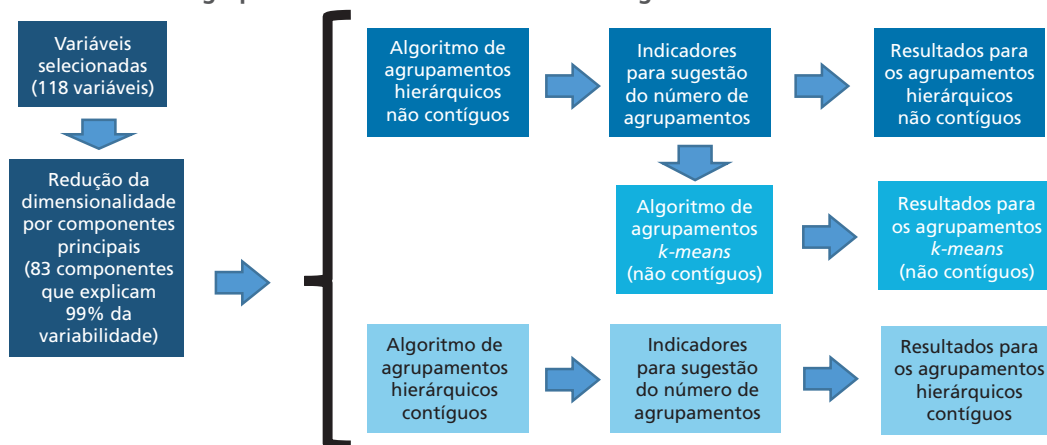 Variáveis
selecionadas
(118 variáveis)
Redução da
dimensionalidade
por componentes
principais
(83 componentes
que explicam
99% da
variabilidade)
Algoritmo de
agrupamentos
hierárquicos
não contíguos
Indicadores
para sugestão
do número de
agrupamentos
Resultados para
os agrupamentos
hierárquicos
não contíguos
Algoritmo de
agrupamentos
k-means
(não contíguos)
Resultados para
os agrupamentos
k-means
(não contíguos)
Algoritmo de
agrupamentos
hierárquicos
contíguos
Indicadores
para sugestão
do número de
agrupamentos
Resultados para
os agrupamentos
hierárquicos
contíguos